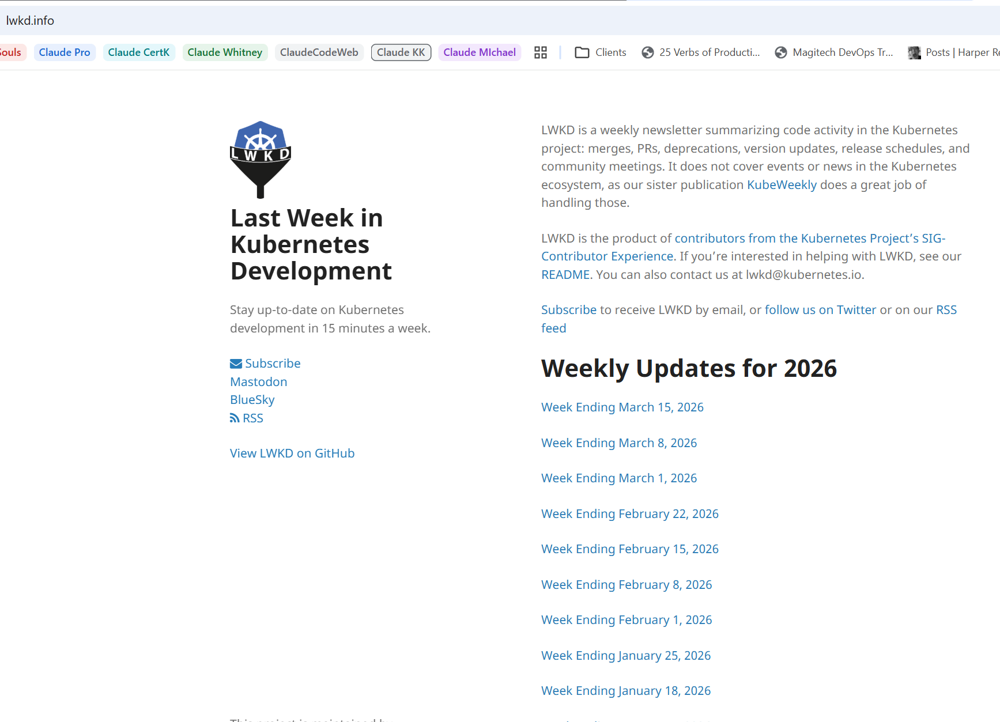 lwkd.info
Souls
Claude Pro
Claude CertK
Claude Whitney
ClaudeCodeWeb
Claude KK
Claude MIchael
Clients
25 Verbs of Producti...
Magitech DevOps Tr...
Posts | Harper Re
LWKD
Last Week in
Kubernetes
Development
Stay up-to-date on Kubernetes
development in 15 minutes a week.
Subscribe
Mastodon
BlueSky
RSS
View LWKD on GitHub
This project is maintained by
LWKD is a weekly newsletter summarizing code activity in the Kubernetes
project: merges, PRs, deprecations, version updates, release schedules, and
community meetings. It does not cover events or news in the Kubernetes
ecosystem, as our sister publication KubeWeekly does a great job of
handling those.
LWKD is the product of contributors from the Kubernetes Project’s SIG-
Contributor Experience. If you’re interested in helping with LWKD, see our
README. You can also contact us at lwkd@kubernetes.io.
Subscribe to receive LWKD by email, or follow us on Twitter or on our RSS
feed
Weekly Updates for 2026
Week Ending March 15, 2026
Week Ending March 8, 2026
Week Ending March 1, 2026
Week Ending February 22, 2026
Week Ending February 15, 2026
Week Ending February 8, 2026
Week Ending February 1, 2026
Week Ending January 25, 2026
Week Ending January 18, 2026